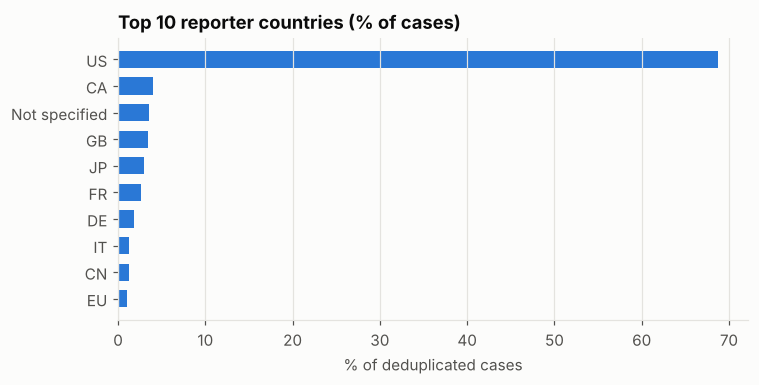 Top 10 reporter countries (% of cases)
US
CA
Not specified
GB
JP
FR
DE
IT
CN
EU
0 10 20 30 40 50 60 70
% of deduplicated cases